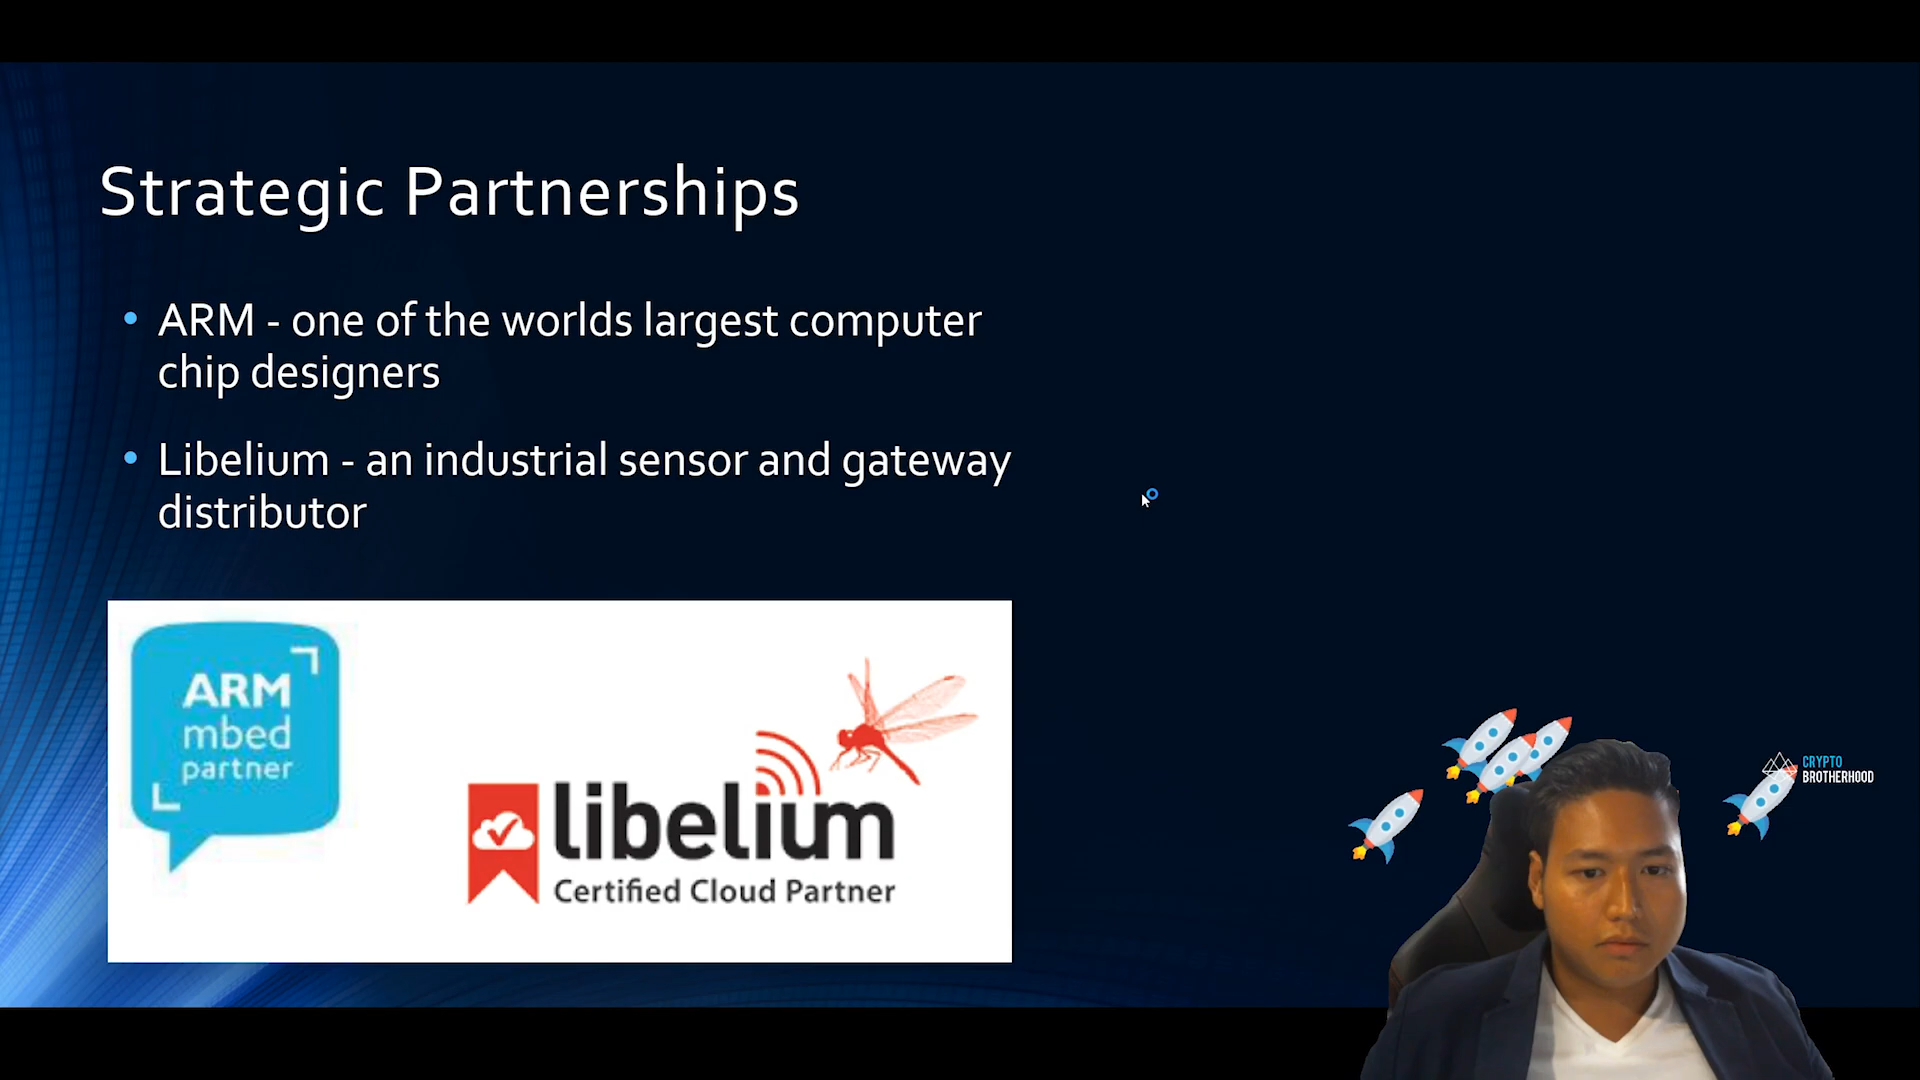 Strategic Partnerships
• ARM - one of the worlds largest computer
chip designers
• Libelium - an industrial sensor and gateway
distributor
ARM
mbed
partner
libelium
Certified Cloud Partner
CRYPTO
BROTHERHOOD